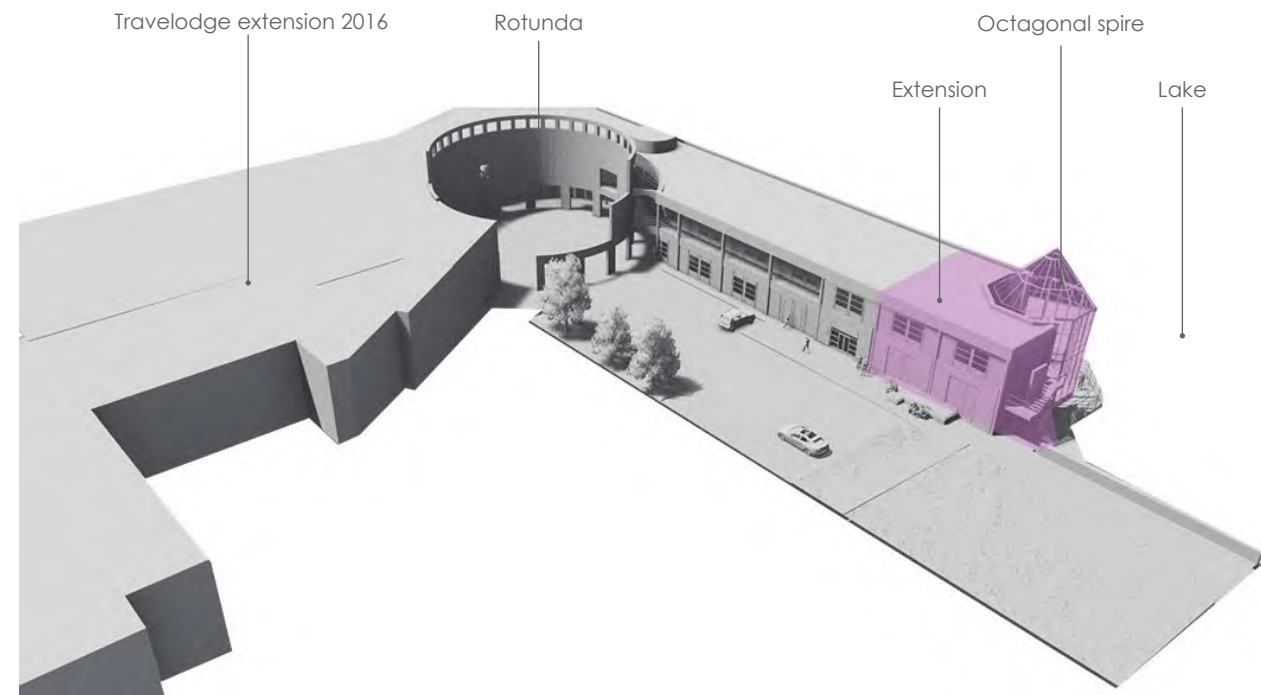 Travelodge extension 2016
Rotunda
Octagonal spire
Extension
Lake